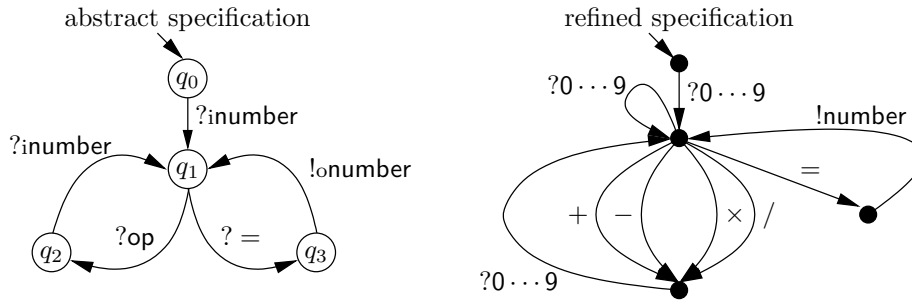 abstract specification
q0
?inumber
?inumber
q1
!onumber
q2
?op
? =
q3
refined specification
?0 · · · 9
?0 · · · 9
!number
=
+
−
×
/
?0 · · · 9